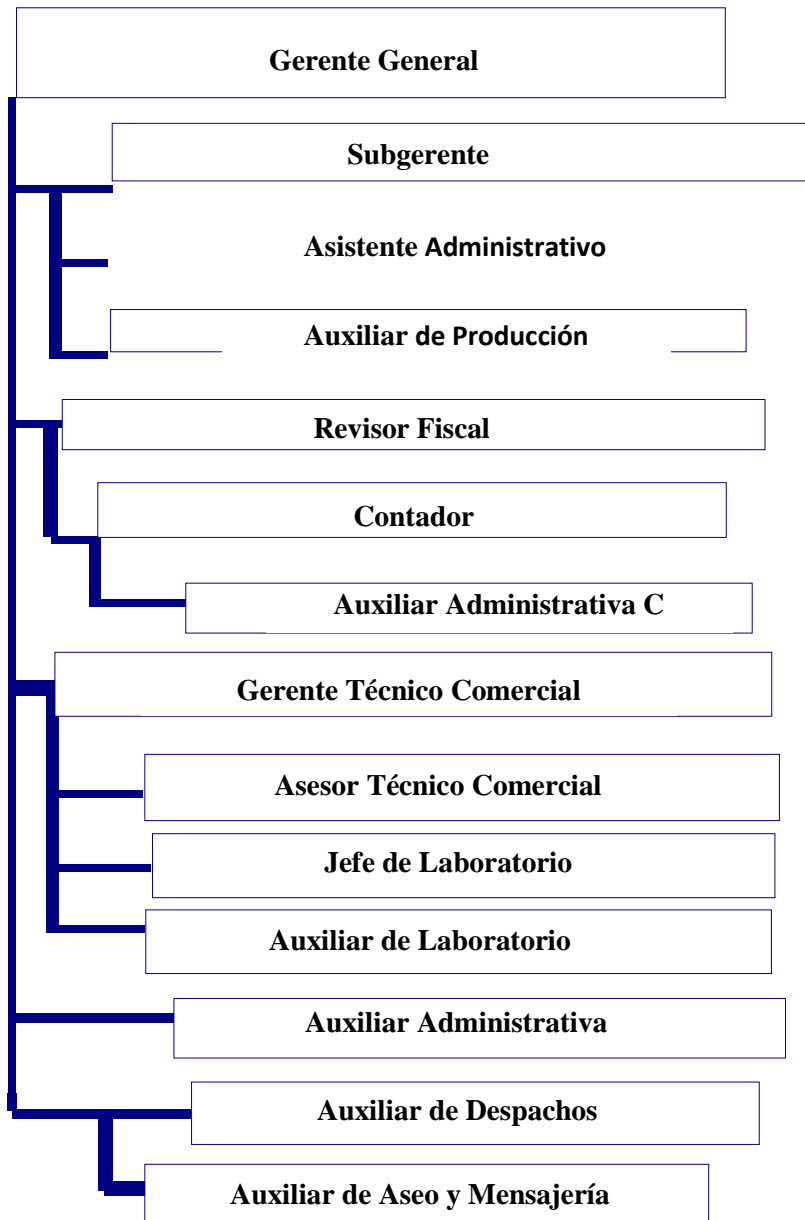 Gerente General
Subgerente
Asistente Administrativo
Auxiliar de Producción
Revisor Fiscal
Contador
Auxiliar Administrativa C
Gerente Técnico Comercial
Asesor Técnico Comercial
Jefe de Laboratorio
Auxiliar de Laboratorio
Auxiliar Administrativa
Auxiliar de Despachos
Auxiliar de Aseo y Mensajería